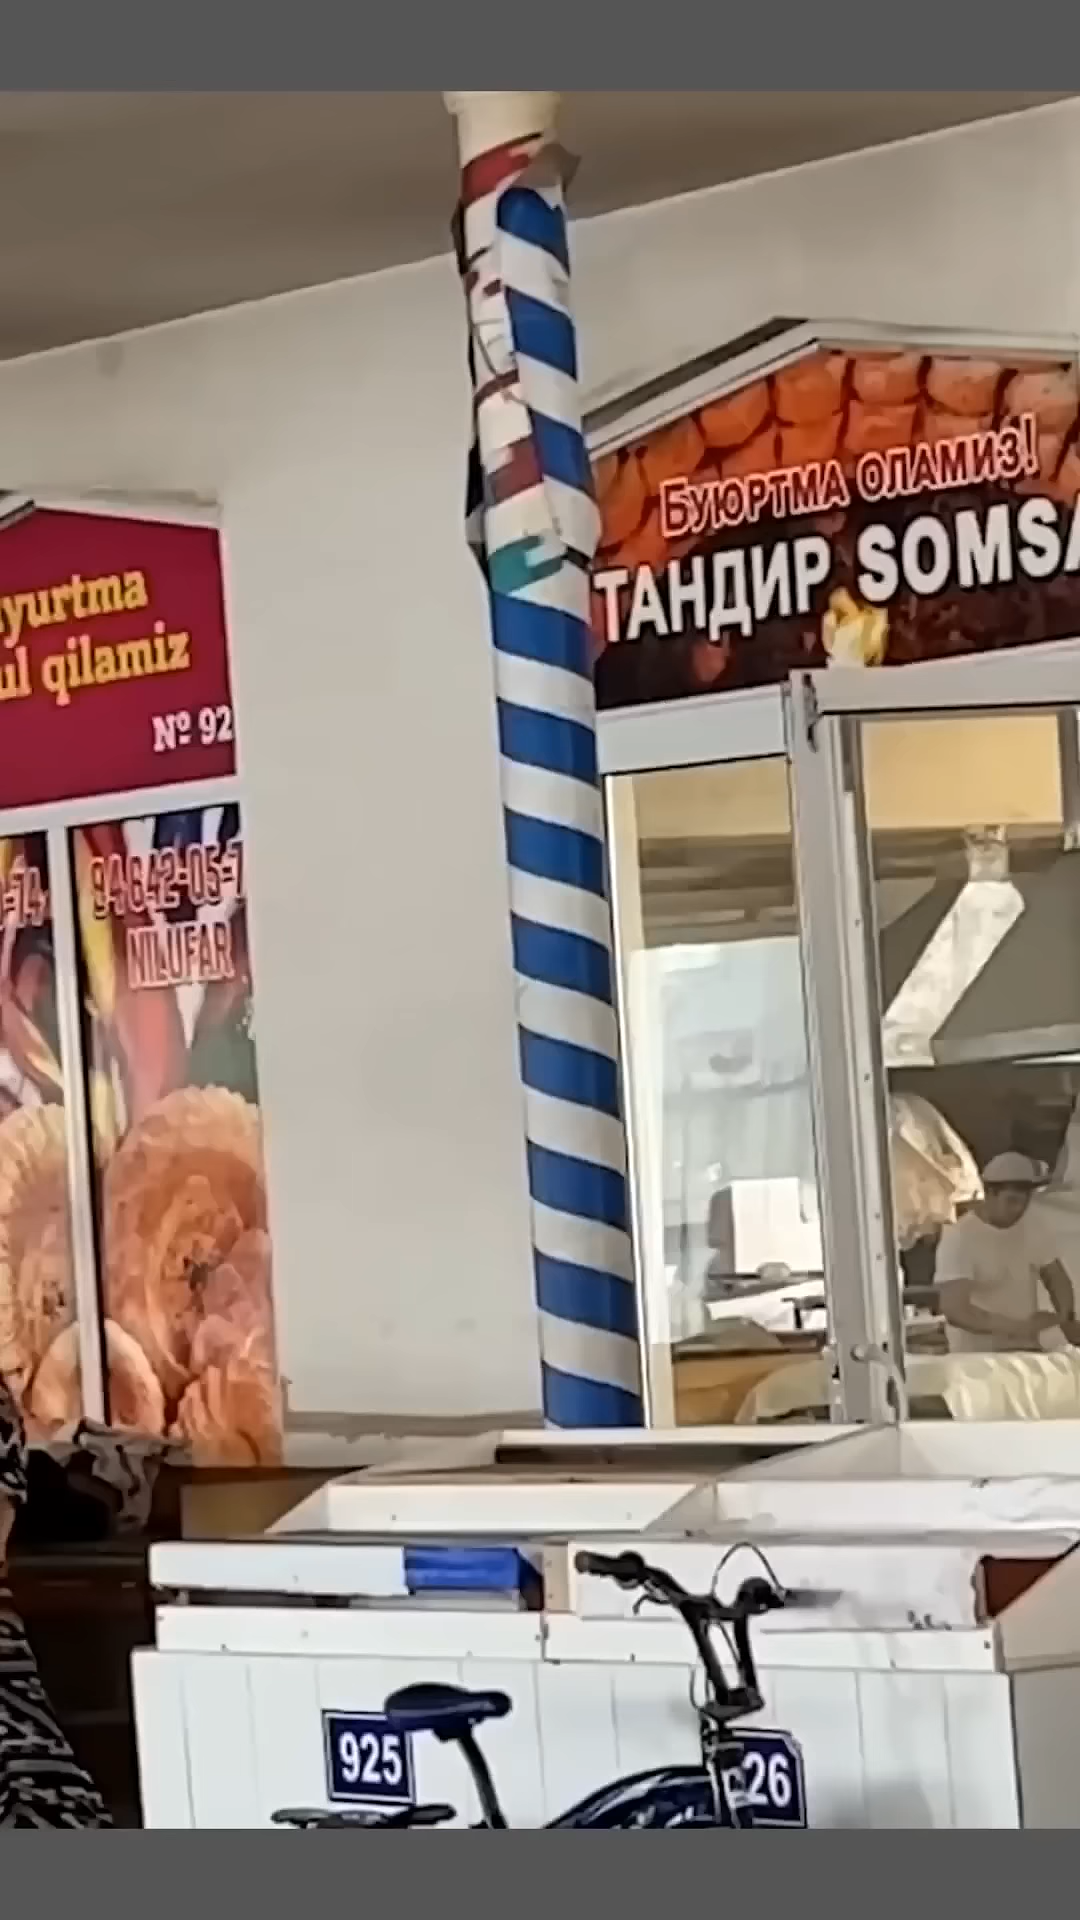 yurtma
ul qilamiz
№ 92
94 642-05-7
NILUFAR
БУЮРТМА ОЛАМИЗ!
ТАНДИР SOMSA
925
26